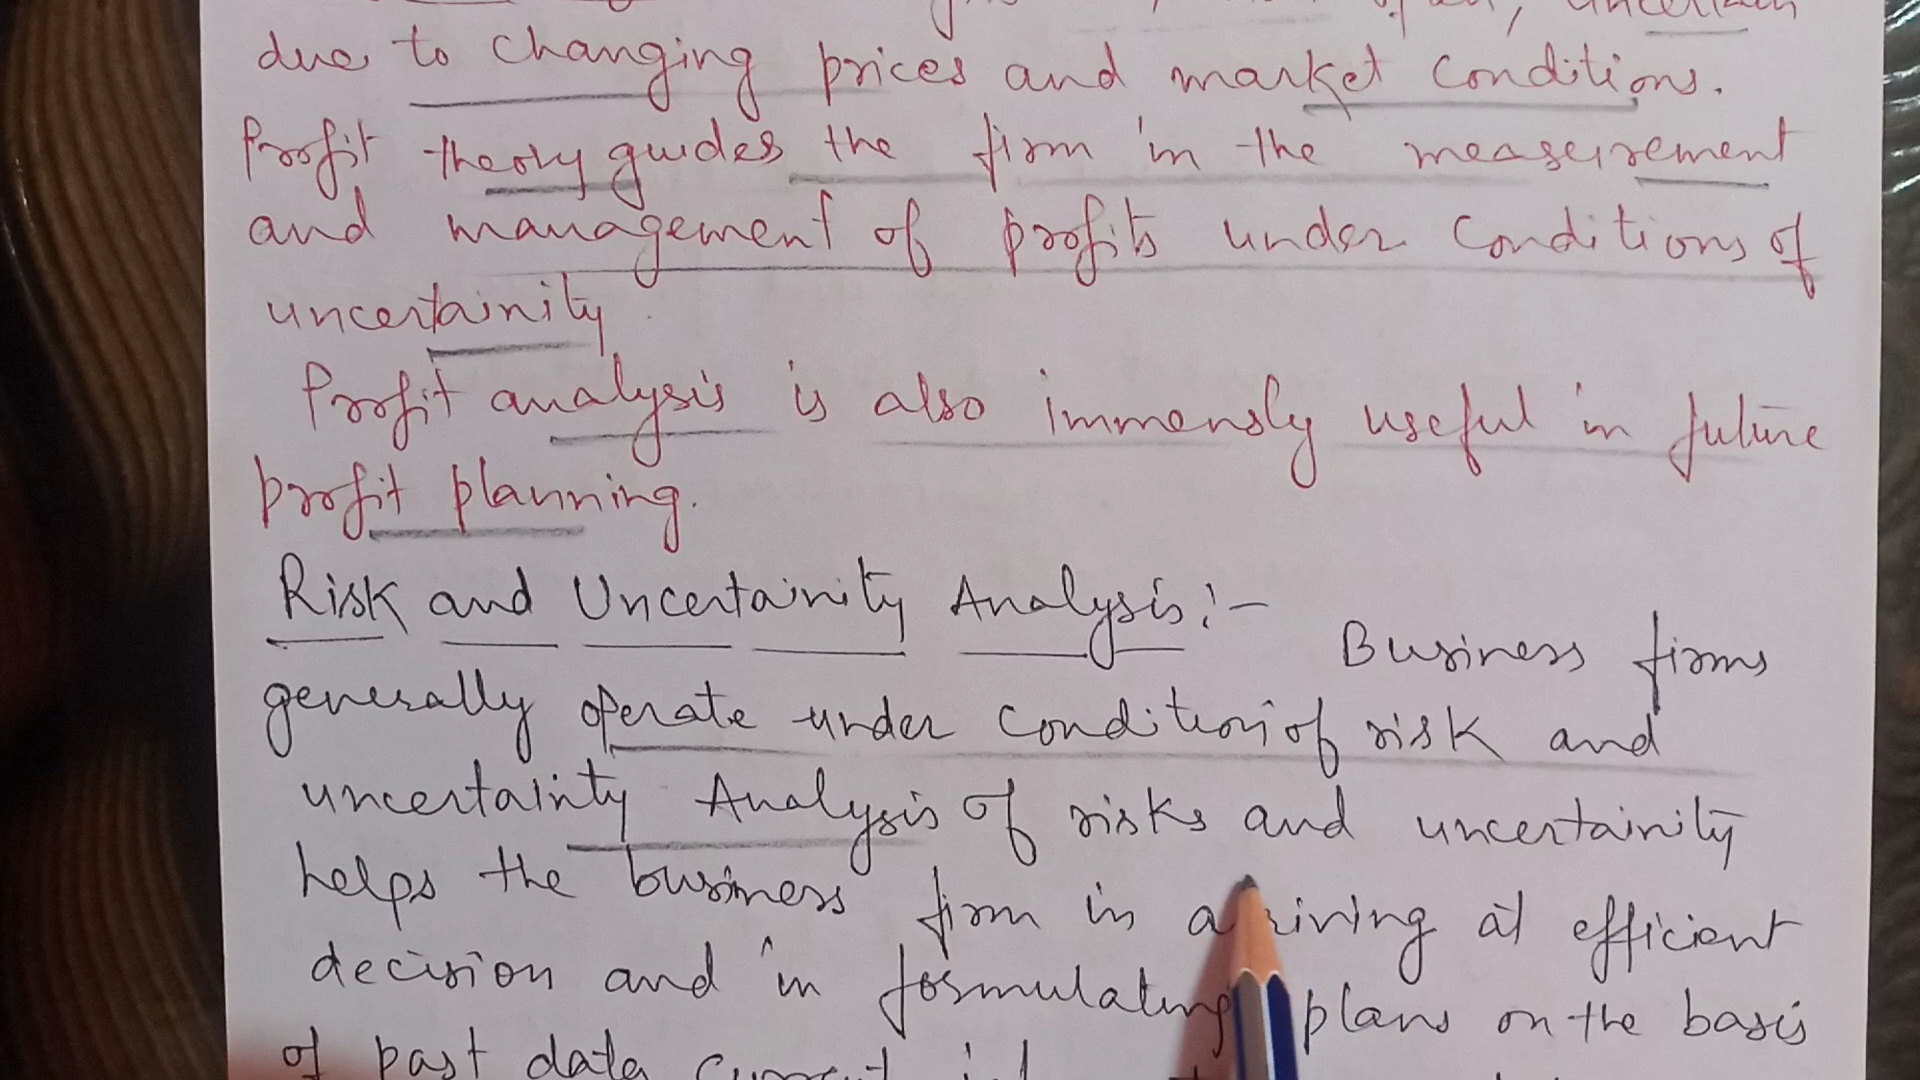 uncertain
due to changing prices and market conditions.
Profit theory guides the firm in the measurement
and management of profits under conditions of
uncertainity
Profit analysis is also immensly useful in future
profit planning.
Risk and Uncertainity Analysis:-
Business firms
generally operate under condition of risk and
uncertainty Analysis of risks and uncertainity
helps the business firm in arriving at efficient
decision and in formulating plans on the basis
of past data current